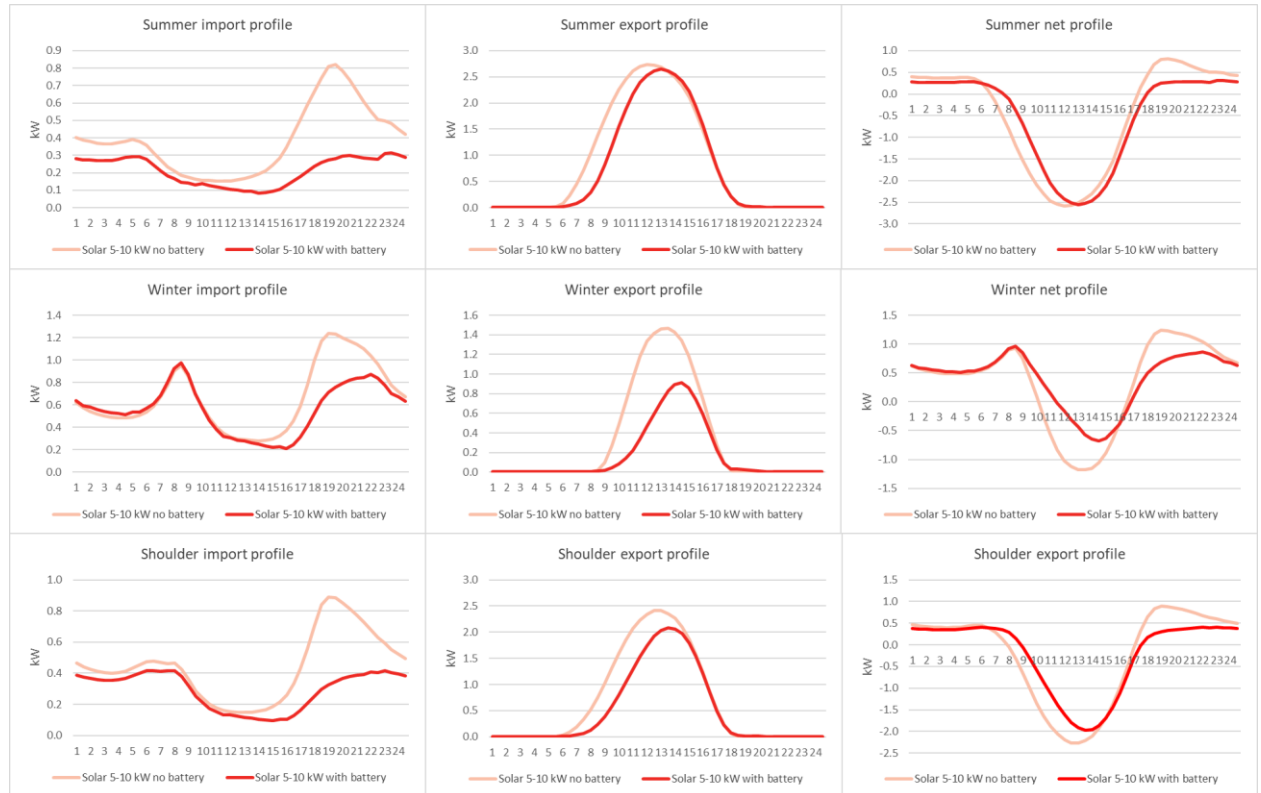 Summer import profile
0.9
0.8
0.7
0.6
0.5
0.4
0.3
0.2
0.1
0.0
kW
1 2 3 4 5 6 7 8 9 10 11 12 13 14 15 16 17 18 19 20 21 22 23 24
Solar 5-10 kW no battery Solar 5-10 kW with battery
Summer export profile
3.0
2.5
2.0
1.5
1.0
0.5
0.0
kW
1 2 3 4 5 6 7 8 9 10 11 12 13 14 15 16 17 18 19 20 21 22 23 24
Solar 5-10 kW no battery Solar 5-10 kW with battery
Summer net profile
1.0
0.5
0.0
-0.5
-1.0
-1.5
-2.0
-2.5
-3.0
kW
1 2 3 4 5 6 7 8 9 10 11 12 13 14 15 16 17 18 19 20 21 22 23 24
Solar 5-10 kW no battery Solar 5-10 kW with battery
Winter import profile
1.4
1.2
1.0
0.8
0.6
0.4
0.2
0.0
kW
1 2 3 4 5 6 7 8 9 10 11 12 13 14 15 16 17 18 19 20 21 22 23 24
Solar 5-10 kW no battery Solar 5-10 kW with battery
Winter export profile
1.6
1.4
1.2
1.0
0.8
0.6
0.4
0.2
0.0
kW
1 2 3 4 5 6 7 8 9 10 11 12 13 14 15 16 17 18 19 20 21 22 23 24
Solar 5-10 kW no battery Solar 5-10 kW with battery
Winter net profile
1.5
1.0
0.5
0.0
-0.5
-1.0
-1.5
kW
1 2 3 4 5 6 7 8 9 10 11 12 13 14 15 16 17 18 19 20 21 22 23 24
Solar 5-10 kW no battery Solar 5-10 kW with battery
Shoulder import profile
1.0
0.8
0.6
0.4
0.2
0.0
kW
1 2 3 4 5 6 7 8 9 10 11 12 13 14 15 16 17 18 19 20 21 22 23 24
Solar 5-10 kW no battery Solar 5-10 kW with battery
Shoulder export profile
3.0
2.5
2.0
1.5
1.0
0.5
0.0
kW
1 2 3 4 5 6 7 8 9 10 11 12 13 14 15 16 17 18 19 20 21 22 23 24
Solar 5-10 kW no battery Solar 5-10 kW with battery
Shoulder export profile
1.5
1.0
0.5
0.0
-0.5
-1.0
-1.5
-2.0
-2.5
kW
1 2 3 4 5 6 7 8 9 10 11 12 13 14 15 16 17 18 19 20 21 22 23 24
Solar 5-10 kW no battery Solar 5-10 kW with battery